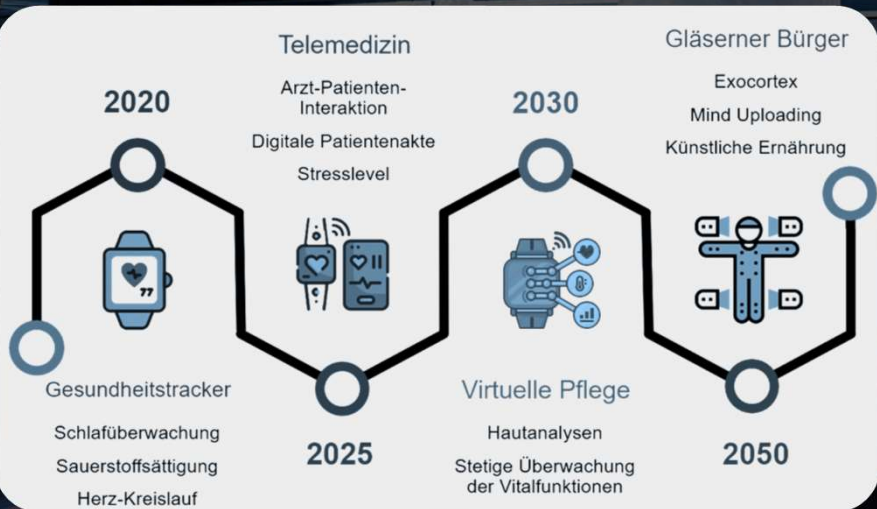 2020
Gesundheitstracker
Schlafüberwachung
Sauerstoffsättigung
Herz-Kreislauf
Telemedizin
Arzt-Patienten-
Interaktion
Digitale Patientenakte
Stresslevel
2025
2030
Virtuelle Pflege
Hautanalysen
Stetige Überwachung
der Vitalfunktionen
Gläserner Bürger
Exocortex
Mind Uploading
Künstliche Ernährung
2050